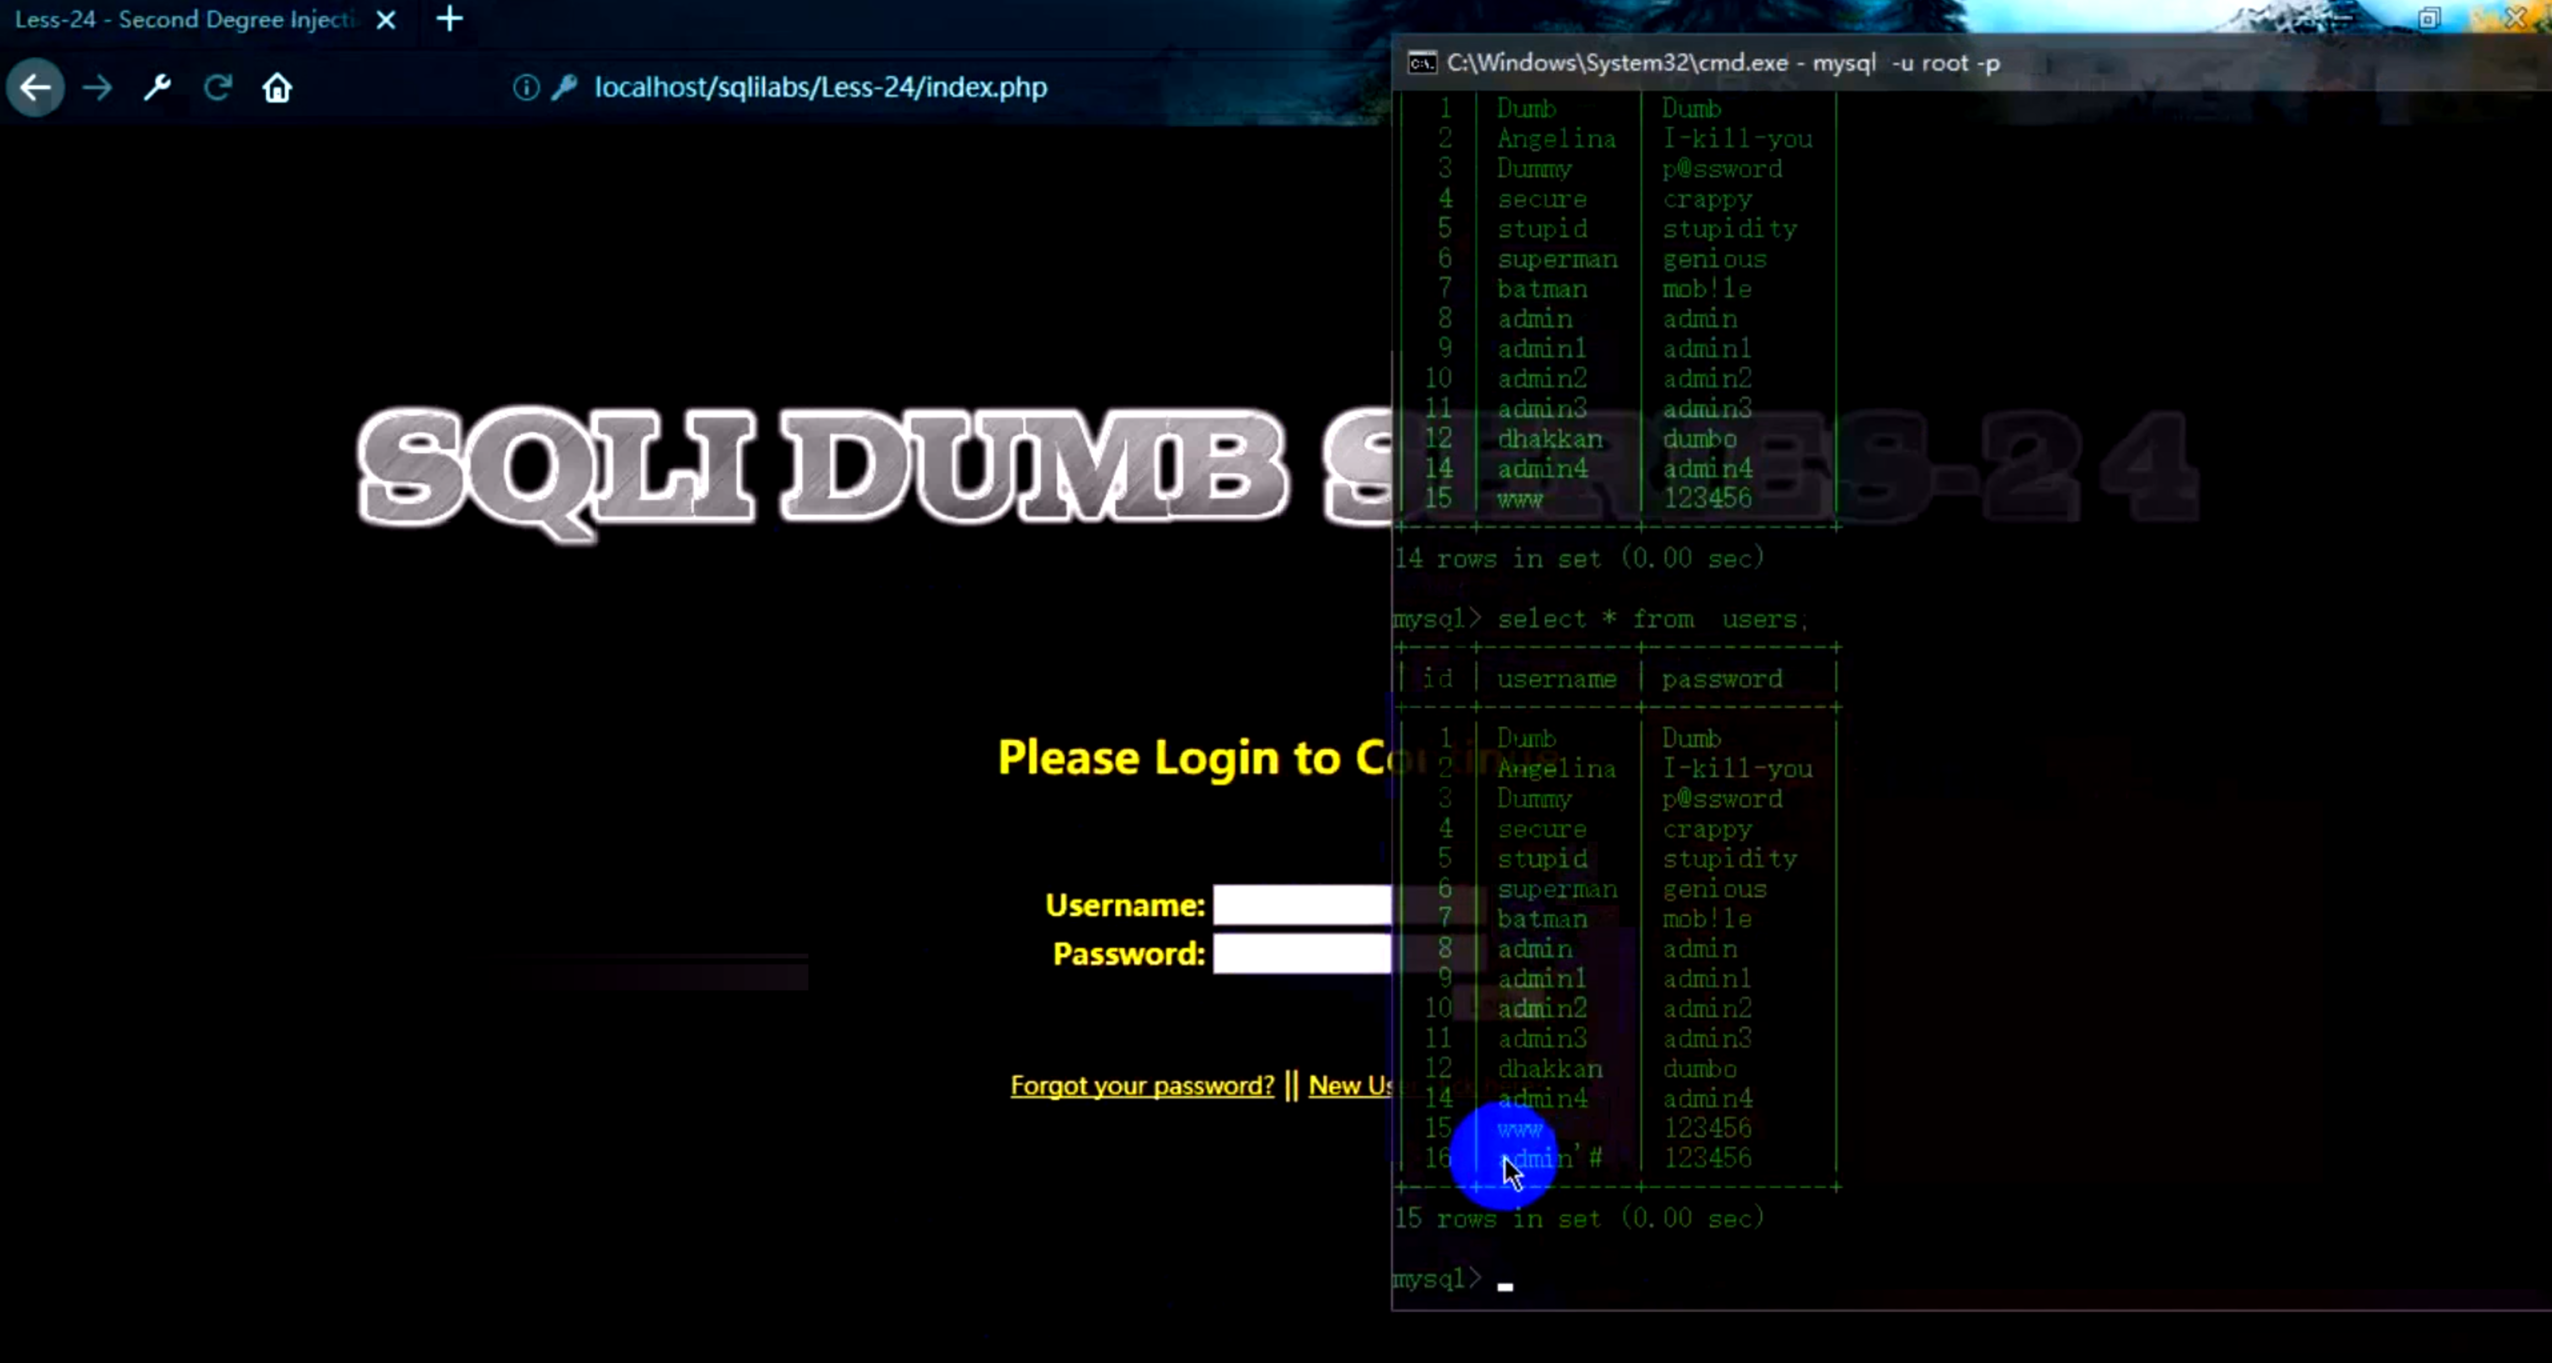 Less-24 - Second Degree Injecti
localhost/sqlilabs/Less-24/index.php
C:\Windows\System32\cmd.exe - mysql -u root -p
SQLI DUMB SERIES-24
Please Login to Continue
Username:
Password:
Forgot your password? || New Us
1 Dumb Dumb
2 Angelina I-kill-you
3 Dummy p@ssword
4 secure crappy
5 stupid stupidity
6 superman genious
7 batman mob!le
8 admin admin
9 admin1 admin1
10 admin2 admin2
11 admin3 admin3
12 dhakkan dumbo
14 admin4 admin4
15 www 123456
14 rows in set (0.00 sec)
mysql> select * from users;
id username password
1 Dumb Dumb
2 Angelina I-kill-you
3 Dummy p@ssword
4 secure crappy
5 stupid stupidity
6 superman genious
7 batman mob!le
8 admin admin
9 admin1 admin1
10 admin2 admin2
11 admin3 admin3
12 dhakkan dumbo
14 admin4 admin4
15 www 123456
16 admin'# 123456
15 rows in set (0.00 sec)
mysql>